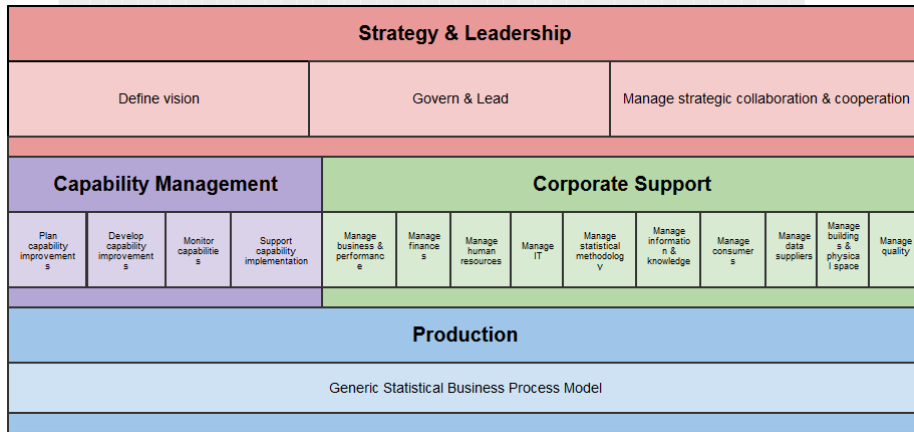 Strategy & Leadership
Define vision
Govern & Lead
Manage strategic collaboration & cooperation
Capability Management
Corporate Support
Plan
capability
improvement
s
Develop
capability
improvement
s
Monitor
capabilitie
s
Support
capability
implementation
Manage
business &
performanc
e
Manage
finance
s
Manage
human
resources
Manage
IT
Manage
statistical
methodolog
y
Manage
informatio
n &
knowledge
Manage
consumer
s
Manage
data
suppliers
Manage
building
s &
physica
l space
Manage
quality
Production
Generic Statistical Business Process Model